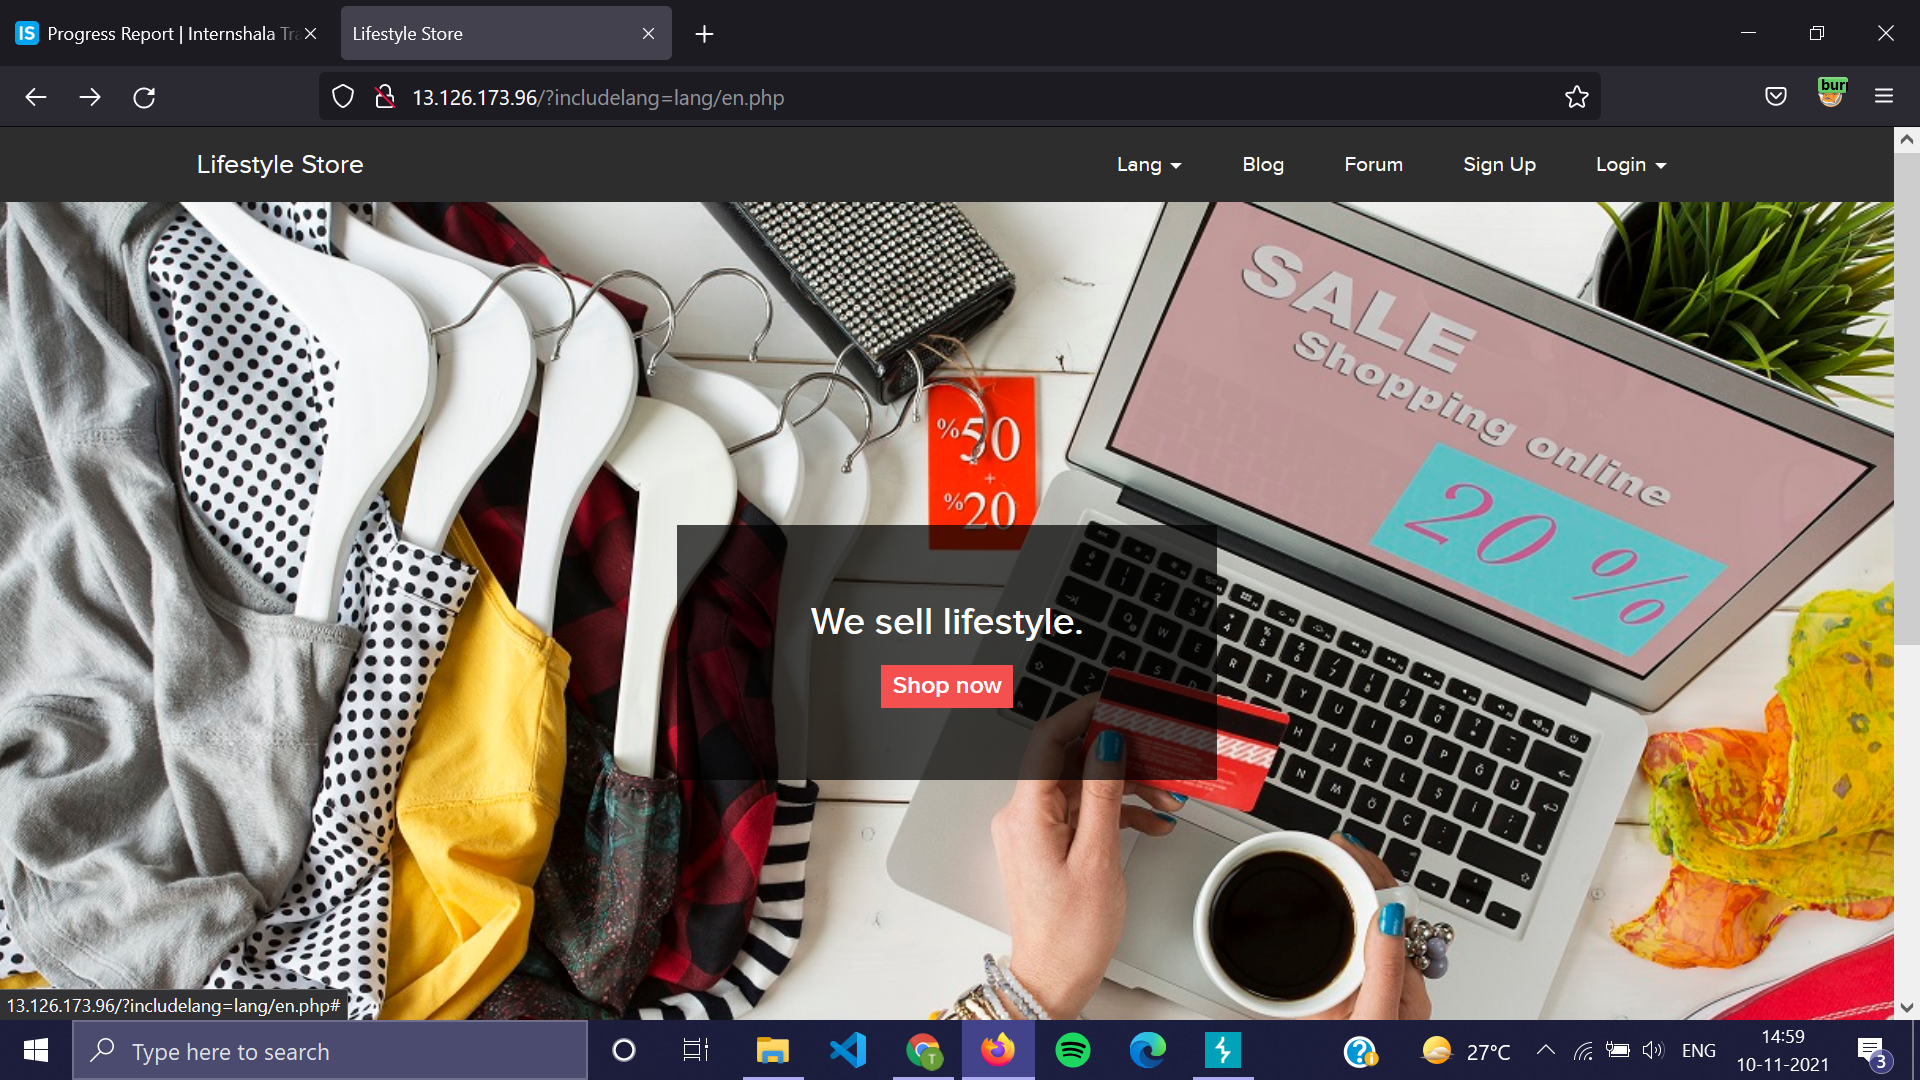 IS Progress Report | Internshala Tra
Lifestyle Store
13.126.173.96/?includelang=lang/en.php
bur
Lifestyle Store
Lang
Blog
Forum
Sign Up
Login
SALE
Shopping online
20 %
%50
+
%20
We sell lifestyle.
Shop now
13.126.173.96/?includelang=lang/en.php#
Type here to search
T
27°C
ENG
14:59
10-11-2021
3